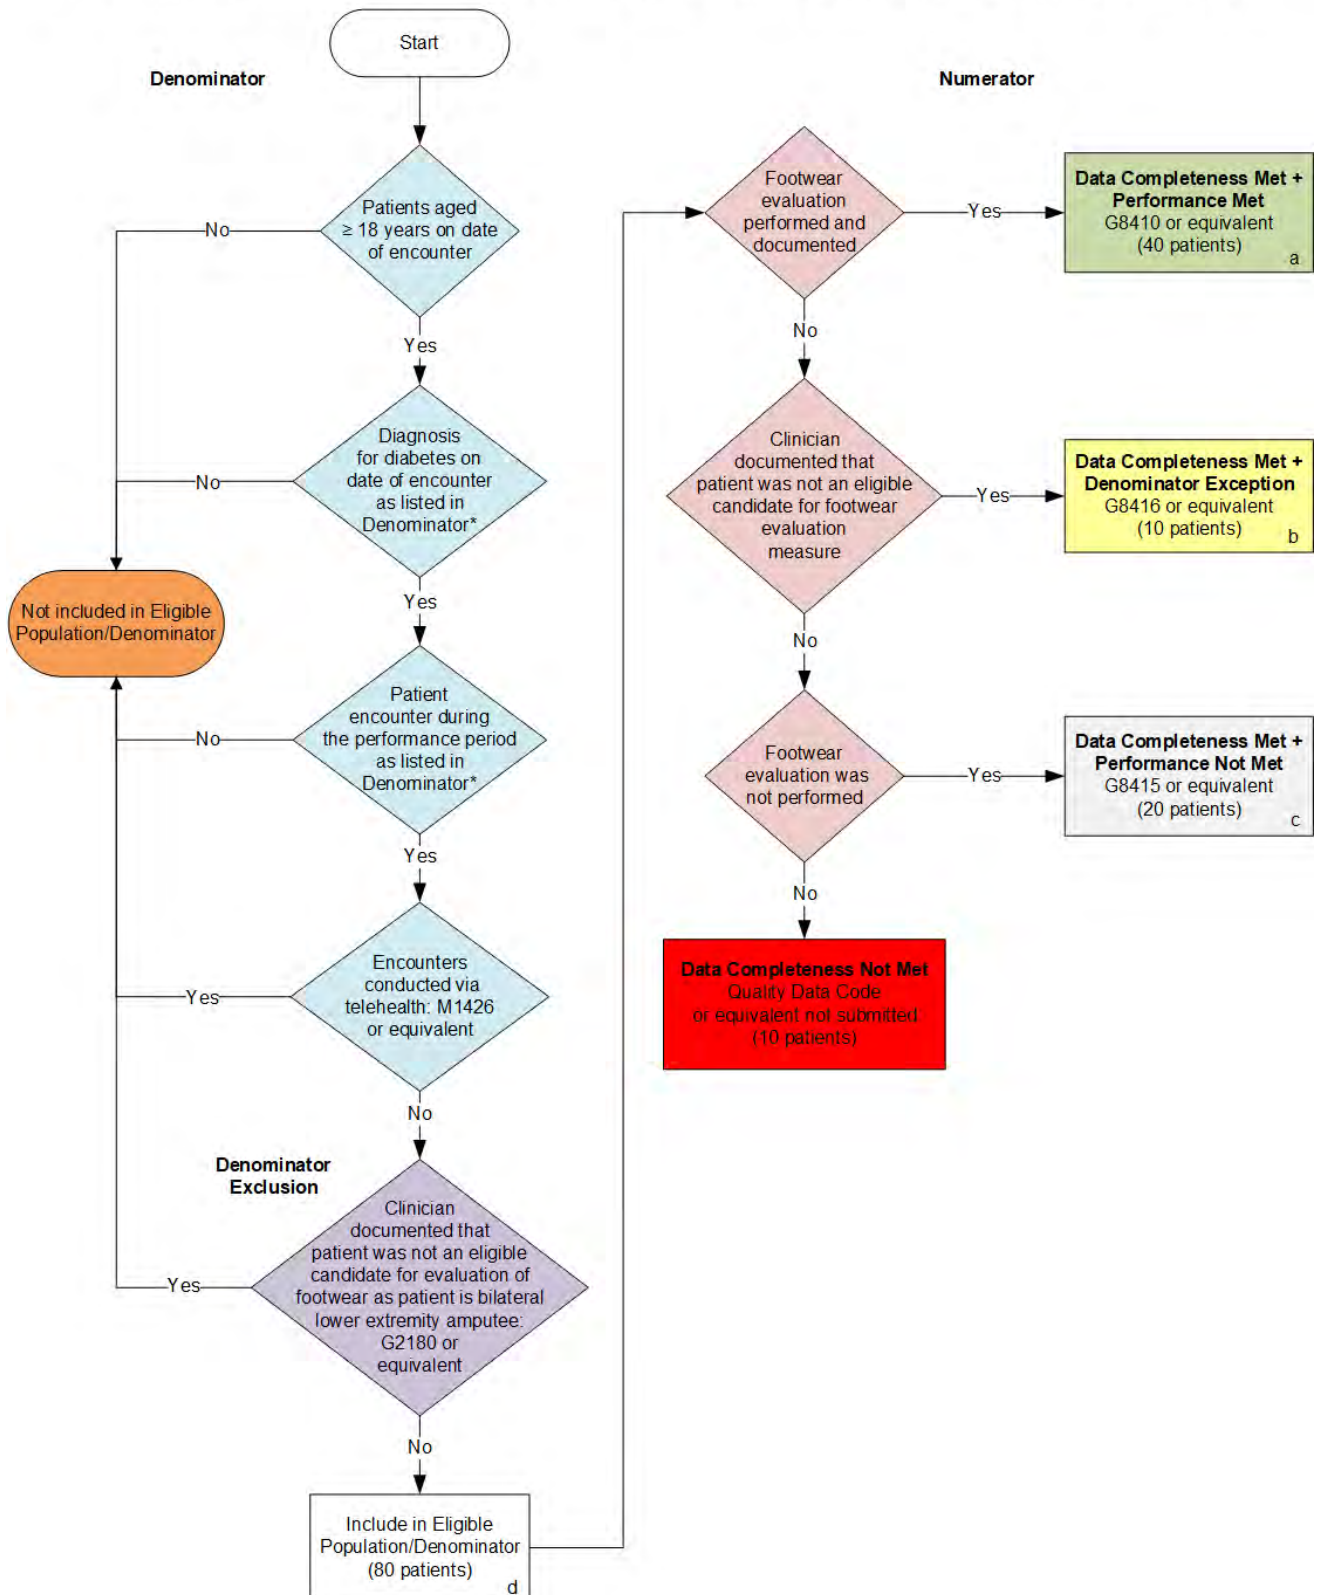 Start
Denominator
Patients aged
≥ 18 years on date
of encounter
No
Yes
Diagnosis
for diabetes on
date of encounter
as listed in
Denominator*
No
Yes
Not included in Eligible
Population/Denominator
Patient
encounter during
the performance period
as listed in
Denominator*
No
Yes
Encounters
conducted via
telehealth: M1426
or equivalent
Yes
No
Denominator
Exclusion
Clinician
documented that
patient was not an eligible
candidate for evaluation of
footwear as patient is bilateral
lower extremity amputee:
G2180 or
equivalent
Yes
No
Include in Eligible
Population/Denominator
(80 patients)
d
Numerator
Footwear
evaluation
performed and
documented
Yes
Data Completeness Met +
Performance Met
G8410 or equivalent
(40 patients)
a
No
Clinician
documented that
patient was not an eligible
candidate for footwear
evaluation
measure
Yes
Data Completeness Met +
Denominator Exception
G8416 or equivalent
(10 patients)
b
No
Footwear
evaluation was
not performed
Yes
Data Completeness Met +
Performance Not Met
G8415 or equivalent
(20 patients)
c
No
Data Completeness Not Met
Quality Data Code
or equivalent not submitted
(10 patients)